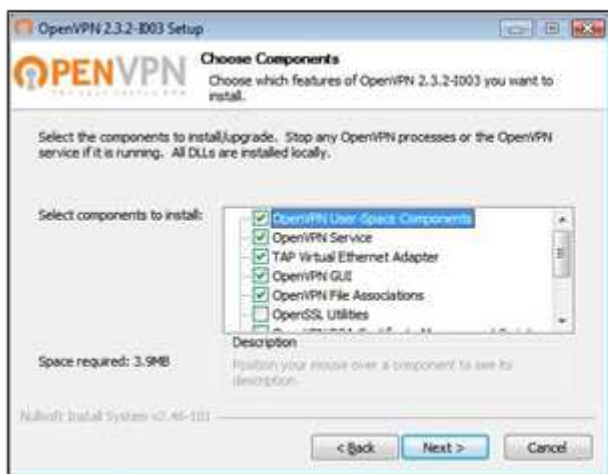 OpenVPN 2.3.2-I003 Setup
OPENVPN
Choose Components
Choose which features of OpenVPN 2.3.2-I003 you want to
install.
Select the components to install/upgrade. Stop any OpenVPN processes or the OpenVPN
service if it is running. All DLLs are installed locally.
Select components to install:
OpenVPN User-Space Components
OpenVPN Service
TAP Virtual Ethernet Adapter
OpenVPN GUI
OpenVPN File Associations
OpenSSL Utilities
Space required: 3.9MB
Description
Position your mouse over a component to see its
description.
Nullsoft Install System v2.46-101
< Back
Next >
Cancel